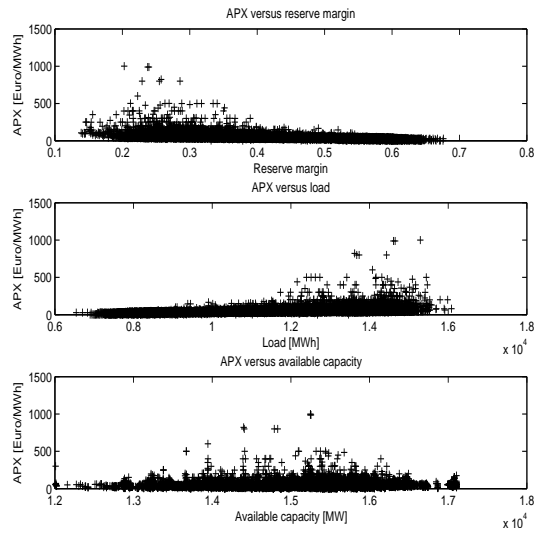 APX versus reserve margin
1500
1000
500
0
APX [Euro/MWh]
0.1 0.2 0.3 0.4 0.5 0.6 0.7 0.8
Reserve margin
APX versus load
1500
1000
500
0
APX [Euro/MWh]
0.6 0.8 1 1.2 1.4 1.6 1.8
Load [MWh]
x 10^4
APX versus available capacity
1500
1000
500
0
APX [Euro/MWh]
1.2 1.3 1.4 1.5 1.6 1.7 1.8
Available capacity [MW]
x 10^4